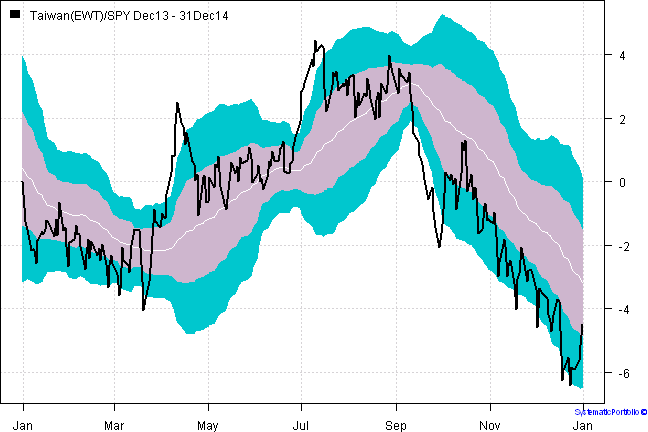 Taiwan(EWT)/SPY Dec13 - 31Dec14
4
2
0
-2
-4
-6
Jan Mar May Jul Sep Nov Jan
SystematicPortfolio ©